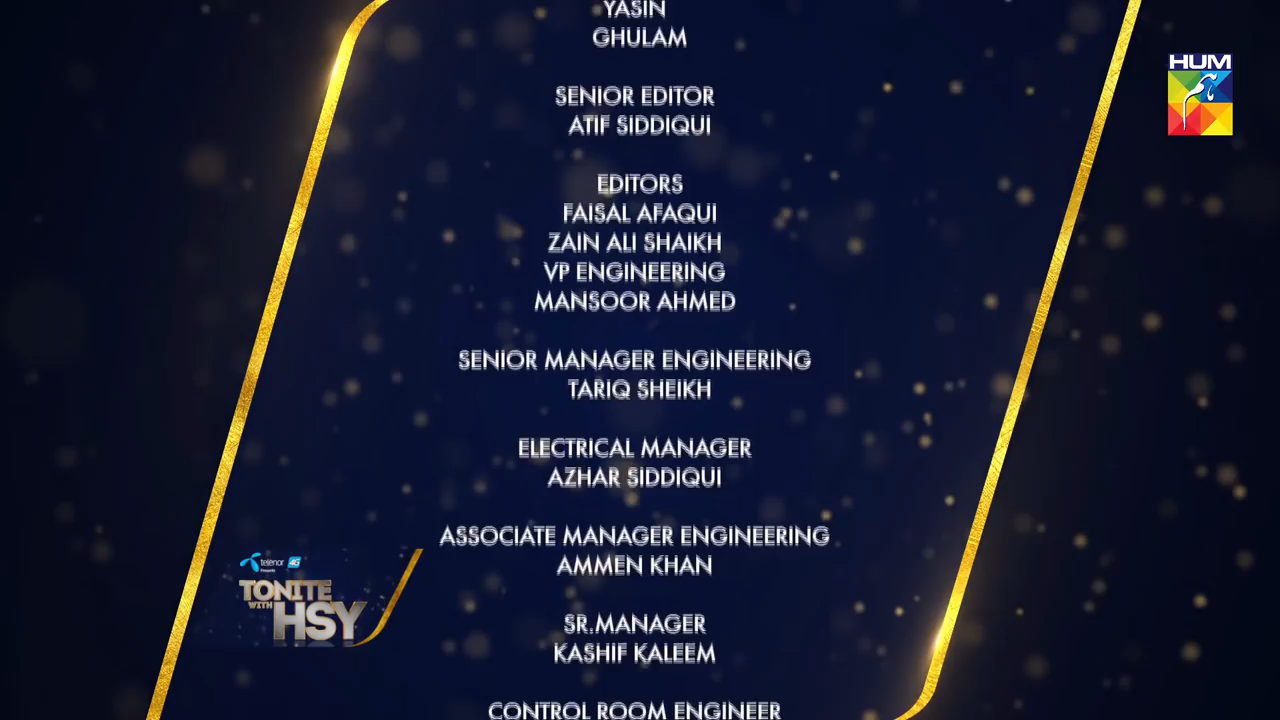 YASIN
GHULAM
SENIOR EDITOR
ATIF SIDDIQUI
EDITORS
FAISAL AFAQUI
ZAIN ALI SHAIKH
VP ENGINEERING
MANSOOR AHMED
SENIOR MANAGER ENGINEERING
TARIQ SHEIKH
ELECTRICAL MANAGER
AZHAR SIDDIQUI
ASSOCIATE MANAGER ENGINEERING
AMMEN KHAN
SR.MANAGER
KASHIF KALEEM
CONTROL ROOM ENGINEER
HUM
telenor 4G
Presents
TONITE
WITH HSY